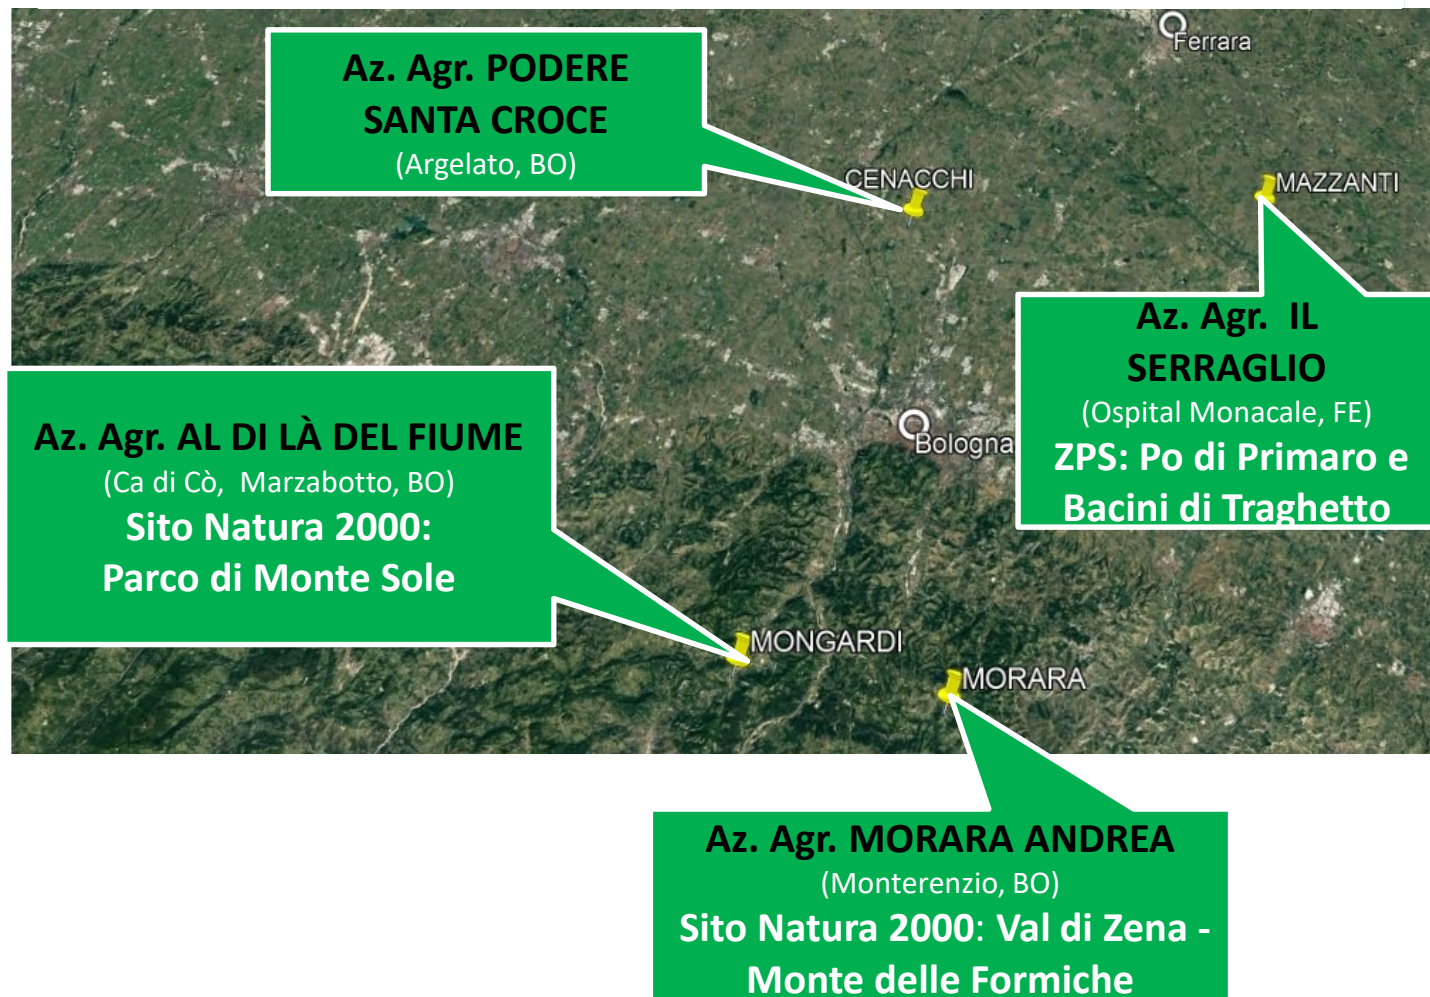 Ferrara
Az. Agr. PODERE
SANTA CROCE
(Argelato, BO)
CENACCHI
MAZZANTI
Az. Agr. IL
SERRAGLIO
(Ospital Monacale, FE)
ZPS: Po di Primaro e
Bacini di Traghetto
Bologna
Az. Agr. AL DI LÀ DEL FIUME
(Ca di Cò, Marzabotto, BO)
Sito Natura 2000:
Parco di Monte Sole
MONGARDI
MORARA
Az. Agr. MORARA ANDREA
(Monterenzio, BO)
Sito Natura 2000: Val di Zena -
Monte delle Formiche